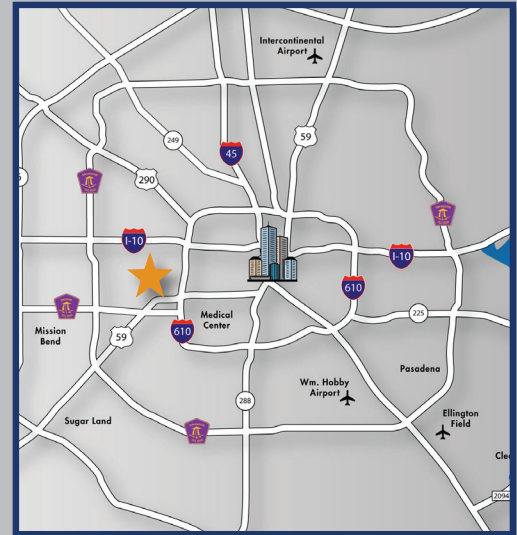 Intercontinental
Airport
59
249
45
290
I-10
I-10
610
Medical
Center
225
Mission
Bend
59
610
Pasadena
Wm. Hobby
Airport
288
Ellington
Field
Sugar Land
Cle
2094